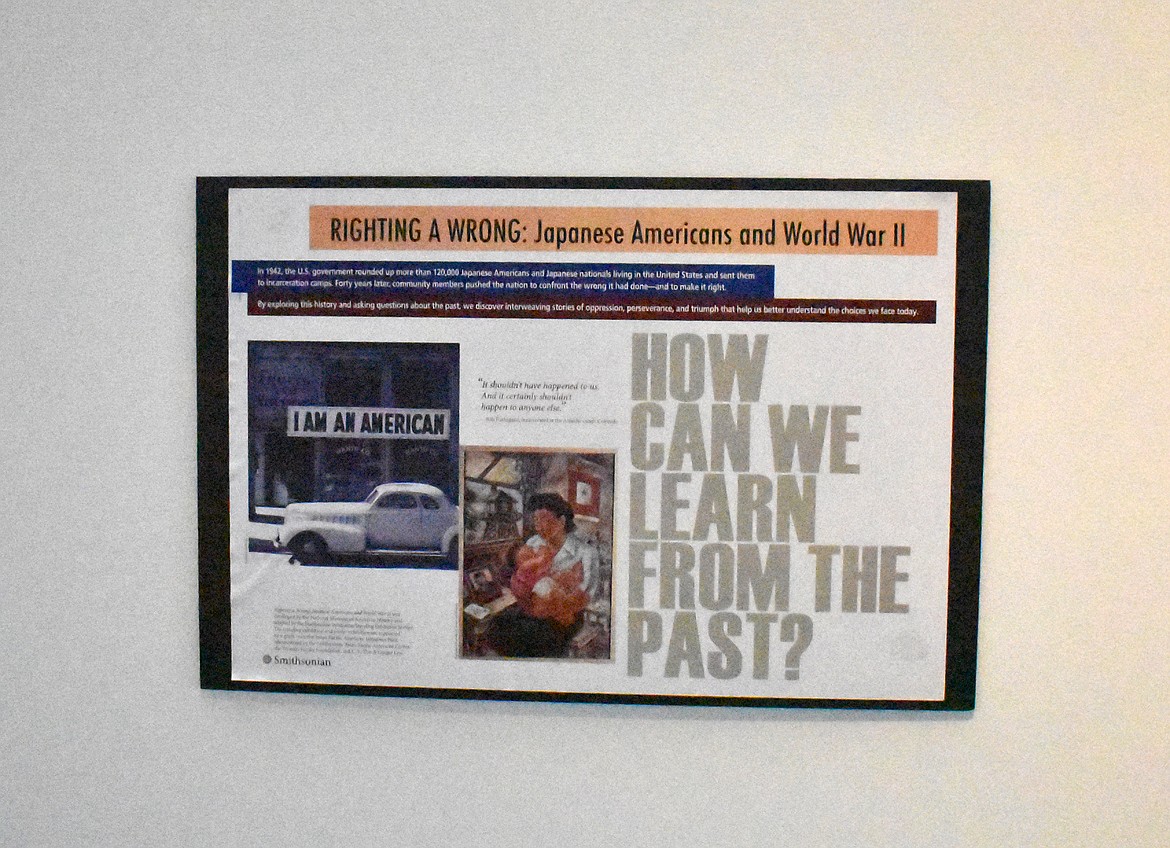 RIGHTING A WRONG: Japanese Americans and World War II
In 1942, the U.S. government rounded up more than 120,000 Japanese Americans and Japanese nationals living in the United States and sent them
to incarceration camps. Forty years later, community members pushed the nation to confront the wrong it had done—and to make it right.
By exploring this history and asking questions about the past, we discover interweaving stories of oppression, perseverance, and triumph that help us better understand the choices we face today.
I AM AN AMERICAN
"It shouldn't have happened to us.
And it certainly shouldn't
happen to anyone else."
HOW
CAN WE
LEARN
FROM THE
PAST?
Smithsonian